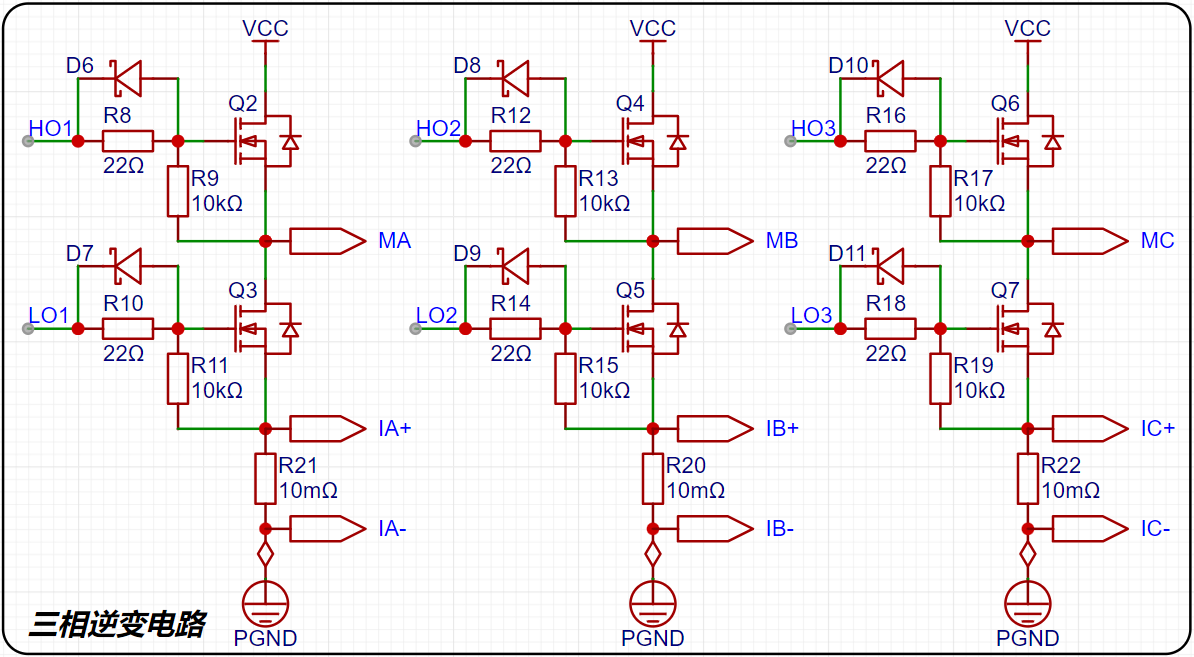 VCC VCC VCC
D6 D8 D10
R8 Q2 R12 Q4 R16 Q6
HO1 HO2 HO3
22Ω 22Ω 22Ω
R9 R13 R17
10kΩ 10kΩ 10kΩ
MA MB MC
D7 D9 D11
R10 Q3 R14 Q5 R18 Q7
LO1 LO2 LO3
22Ω 22Ω 22Ω
R11 R15 R19
10kΩ 10kΩ 10kΩ
IA+ IB+ IC+
R21 R20 R22
10mΩ 10mΩ 10mΩ
IA- IB- IC-
三相逆变电路
PGND PGND PGND